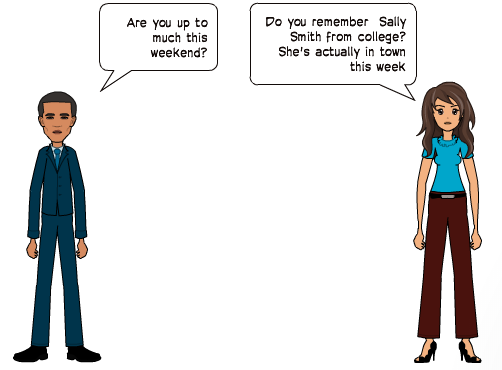 Are you up to
much this
weekend?
Do you remember Sally
Smith from college?
She's actually in town
this week